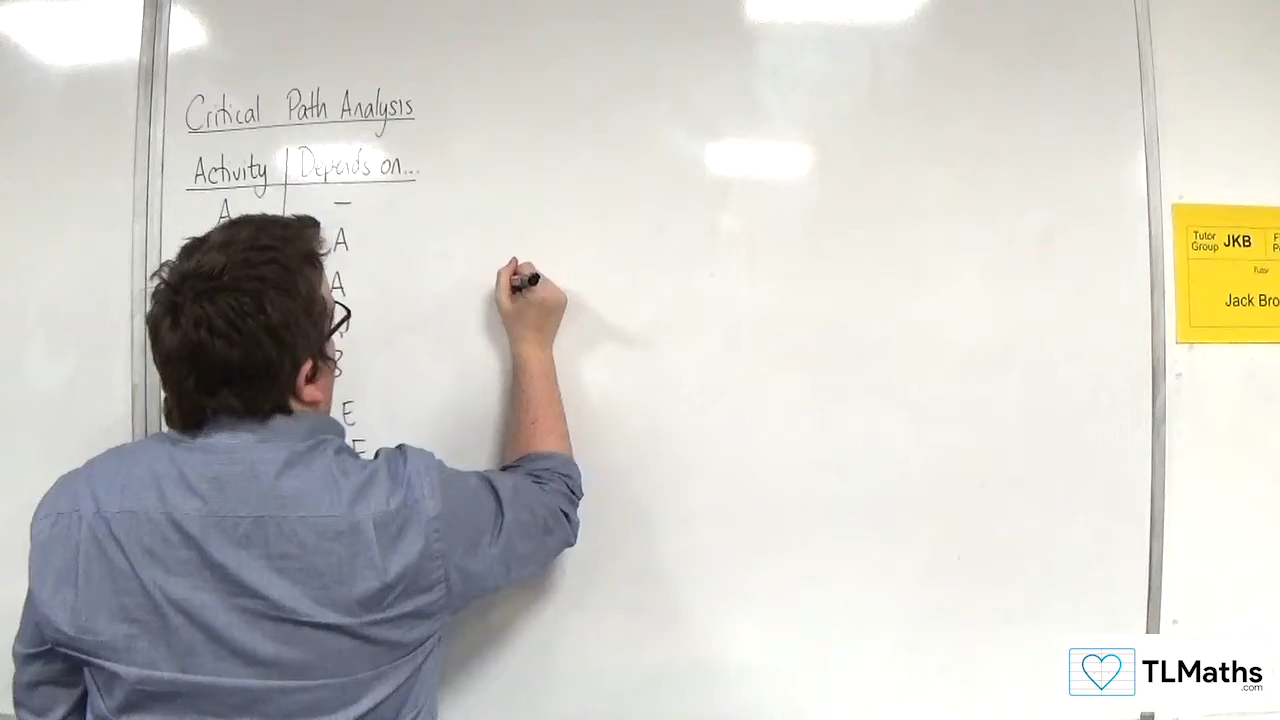 Critical Path Analysis
Activity Depends on...
A –
A
A
E
E
Tutor Group JKB
Tutor
Jack Bro
TLMaths
.com